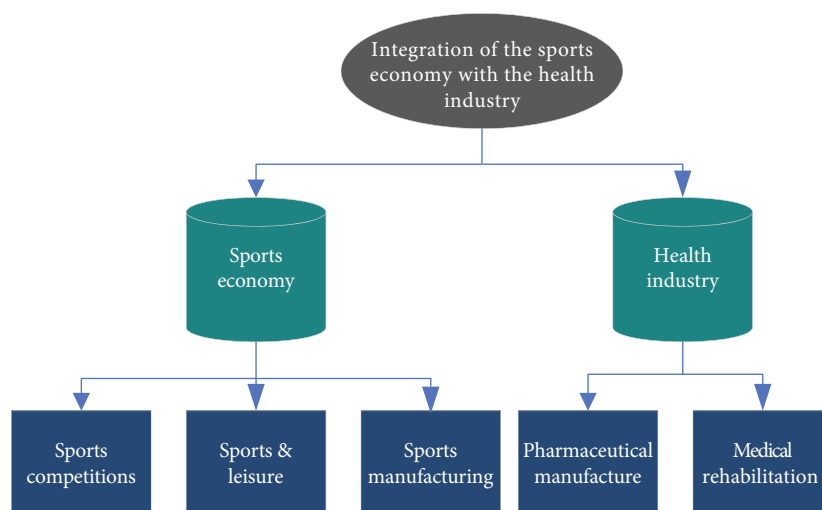 Integration of the sports
economy with the health
industry
Sports
economy
Health
industry
Sports
competitions
Sports &
leisure
Sports
manufacturing
Pharmaceutical
manufacture
Medical
rehabilitation